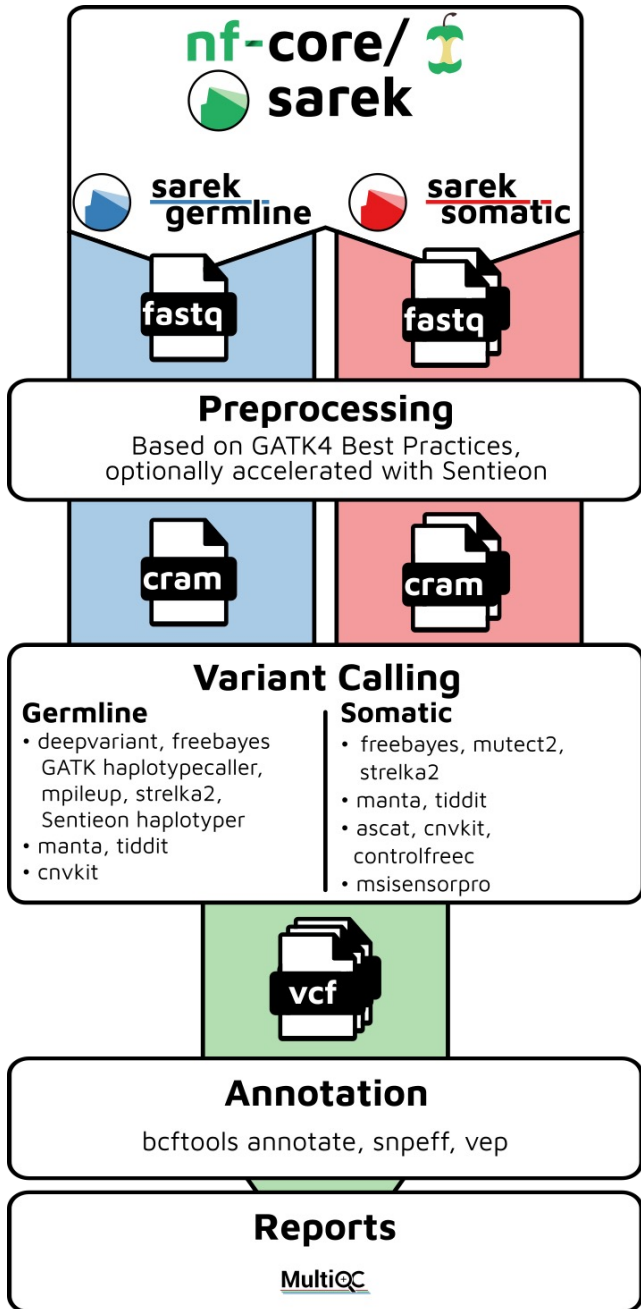 nf-core/
sarek
sarek
germline
sarek
somatic
fastq
fastq
Preprocessing
Based on GATK4 Best Practices,
optionally accelerated with Sentieon
cram
cram
Variant Calling
Germline
• deepvariant, freebayes
GATK haplotypecaller,
mpileup, strelka2,
Sentieon haplotyper
• manta, tiddit
• cnvkit
Somatic
• freebayes, mutect2,
strelka2
• manta, tiddit
• ascat, cnvkit,
controlfreec
• msisensorpro
vcf
Annotation
bcftools annotate, snpeff, vep
Reports
MultiQC